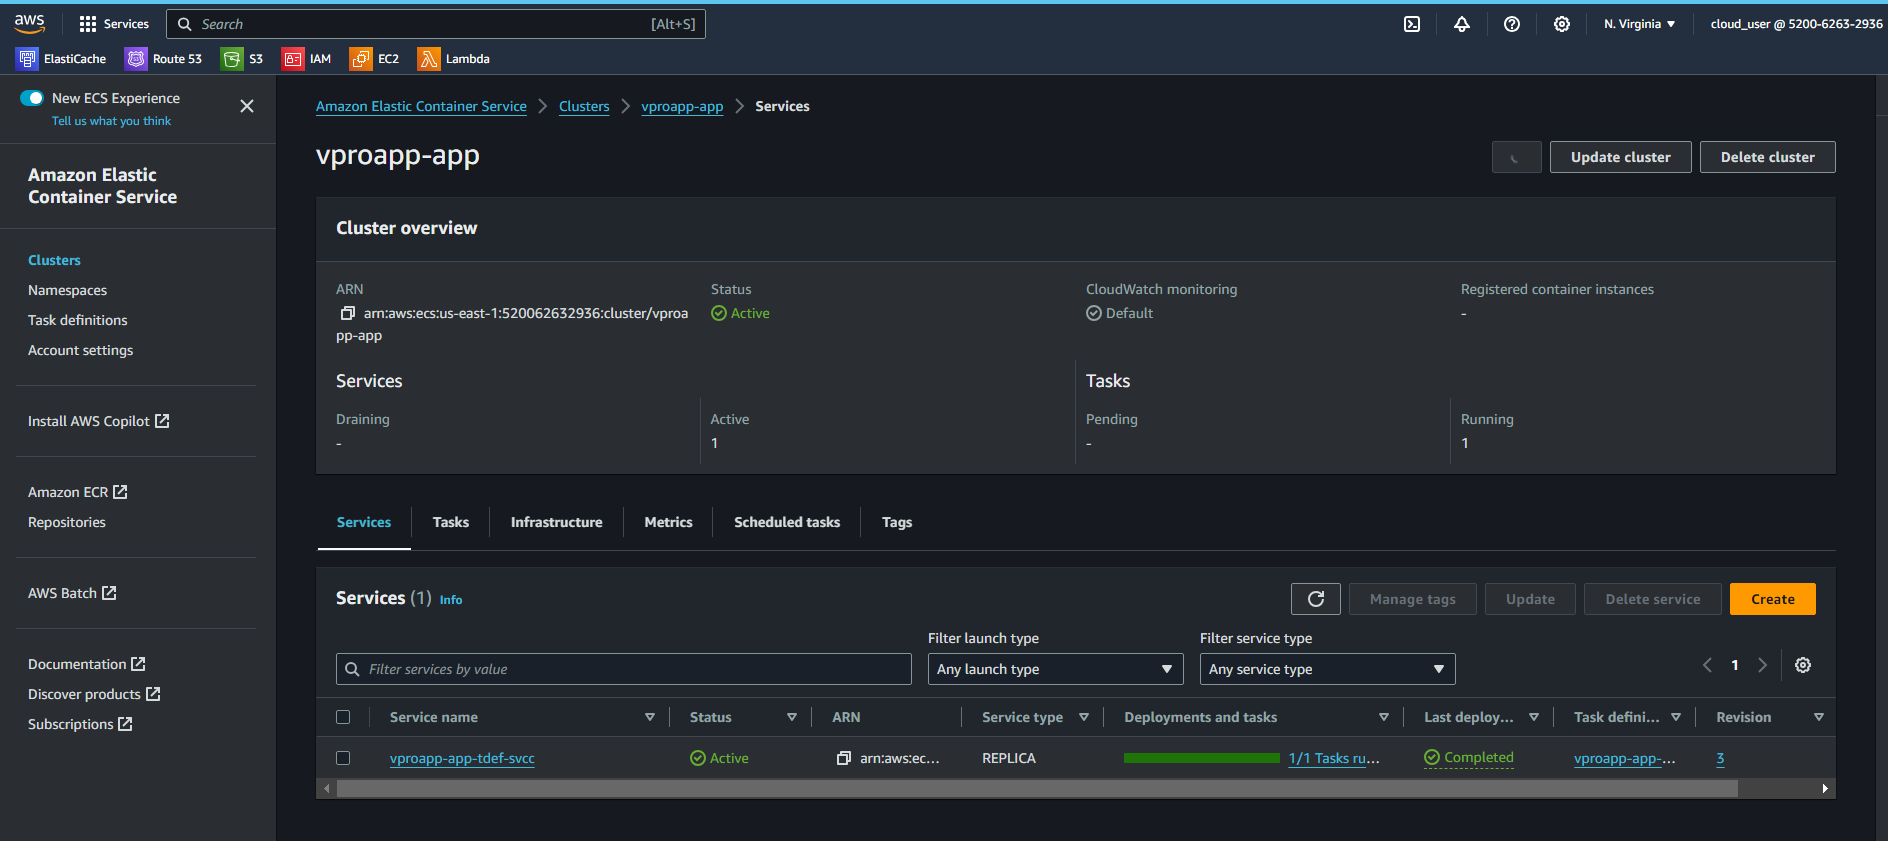 aws
Services
Search
[Alt+S]
N. Virginia
cloud_user @ 5200-6263-2936
ElastiCache
Route 53
S3
IAM
EC2
Lambda
New ECS Experience
Tell us what you think
Amazon Elastic
Container Service
Clusters
Namespaces
Task definitions
Account settings
Install AWS Copilot
Amazon ECR
Repositories
AWS Batch
Documentation
Discover products
Subscriptions
Amazon Elastic Container Service
Clusters
vproapp-app
Services
vproapp-app
Update cluster
Delete cluster
Cluster overview
ARN
arn:aws:ecs:us-east-1:520062632936:cluster/vproa
pp-app
Status
Active
CloudWatch monitoring
Default
Registered container instances
-
Services
Draining
-
Active
1
Tasks
Pending
-
Running
1
Services
Tasks
Infrastructure
Metrics
Scheduled tasks
Tags
Services (1) Info
Manage tags
Update
Delete service
Create
Filter launch type
Filter service type
Filter services by value
Any launch type
Any service type
1
Service name
Status
ARN
Service type
Deployments and tasks
Last deploy...
Task defini...
Revision
vproapp-app-tdef-svcc
Active
arn:aws:ec...
REPLICA
1/1 Tasks ru...
Completed
vproapp-app-...
3